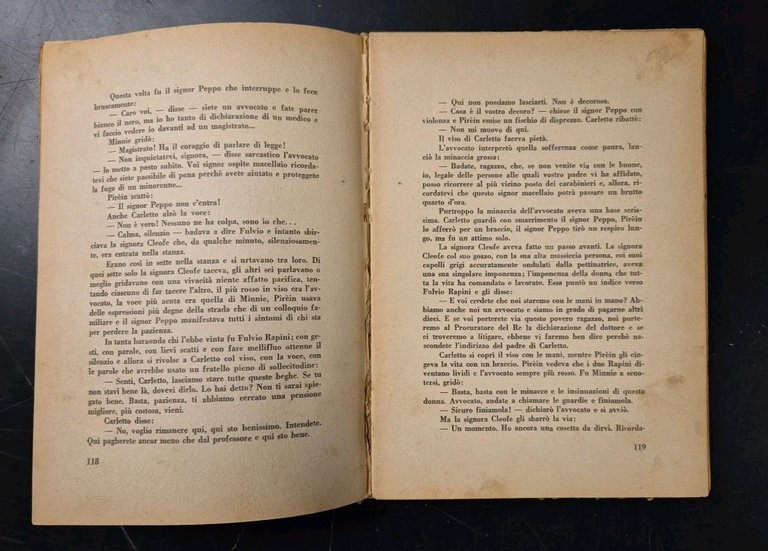 Questa volta fu il signor Peppo che interruppe e lo fece
bruscamente:
— Caro voi, — disse — siete un avvocato e fate parer
bianco il nero, ma io ho tanto di dichiarazione di un medico e
vi faccio vedere io davanti ad un magistrato...
Minnie gridò:
— Magistrato! Ha il coraggio di parlare di legge!
— Non inquietatevi, signora, — disse sarcastico l'avvocato
— lo metto a posto subito. Voi signor ospite macellaio ricorda-
tevi che siete passibile di pena perchè avete aiutato e proteggete
la fuga di un minorenne...
Pirèin scattò:
— Il signor Peppo non c'entra!
Anche Carletto alzò la voce:
— Non è vero! Nessuno ne ha colpa, sono io che...
— Calma, silenzio — badava a dire Fulvio e intanto sbir-
ciava la signora Cleofe che, da qualche minuto, silenziosamen-
te, era entrata nella stanza.
Erano così in sette nella stanza e si urtavano tra loro. Di
quei sette solo la signora Cleofe taceva, gli altri sei parlavano o
meglio gridavano con una vivacità niente affatto pacifica, ten-
tando ciascuno di far tacere l'altro, il più rosso in viso era l'av-
vocato, la voce più acuta era quella di Minnie, Pirèin usava
delle espressioni più degne della strada che di un colloquio fami-
liare e il signor Peppo manifestava tutti i sintomi di chi sta
per perdere la pazienza.
In tanta baraonda chi l'ebbe vinta fu Fulvio Rapini; con ge-
sti, con parole, con lievi scatti e con fare mellifluo ottenne il
silenzio e allora si rivolse a Carletto col viso, con la voce, con
le parole che avrebbe usato un fratello pieno di sollecitudine:
— Senti, Carletto, lasciamo stare tutte queste beghe. Se tu
non stavi bene là, dovevi dirlo. Lo hai detto? Non ti sarai spie-
gato bene. Basta, pazienza, ti abbiamo cercato una pensione
migliore, più costosa, vieni.
Carletto disse:
— No, voglio rimanere qui, qui sto benissimo. Intendete.
Qui pagherete ancor meno che dal professore e qui sto bene.
118
— Qui non possiamo lasciarti. Non è decoroso.
— Cosa è il vostro decoro? — chiese il signor Peppo con
violenza e Pirèin emise un fischio di disprezzo. Carletto ribattè:
— Non mi muovo di qui.
Il viso di Carletto faceva pietà.
L'avvocato interpretò quella sofferenza come paura, lan-
ciò la minaccia grossa:
— Badate, ragazzo, che, se non venite via con le buone,
io, legale delle persone alle quali vostro padre vi ha affidato,
posso ricorrere al più vicino posto dei carabinieri e, allora, ri-
cordatevi che questo signor macellaio potrà passare un brutto
quarto d'ora.
Purtroppo la minaccia dell'avvocato aveva una base seris-
sima. Carletto guardò con smarrimento il signor Peppo, Pirèin
lo afferrò per un braccio, il signor Peppo tirò un respiro lun-
go, ma fu un attimo solo.
La signora Cleofe aveva fatto un passo avanti. La signora
Cleofe col suo gozzo, con la sua alta massiccia persona, coi suoi
capelli grigi accuratamente ondulati dalla pettinatrice, aveva
una sua singolare imponenza; l'imponenza della donna che tut-
ta la vita ha comandato e lavorato. Essa puntò un indice verso
Fulvio Rapini e gli disse:
— E voi credete che noi staremo con le mani in mano? Ab-
biamo anche noi un avvocato e siamo in grado di pagarne altri
dieci. E se voi porterete via questo povero ragazzo, noi porte-
remo al Procuratore del Re la dichiarazione del dottore e se
ci troveremo a litigare, ebbene vi faremo ben dire perchè na-
scondete l'indirizzo del padre di Carletto.
Carletto si coprì il viso con le mani, mentre Pirèin gli cin-
geva la vita con un braccio. Pirèin vedeva che i due Rapini di-
ventavano lividi e l'avvocato sempre più rosso. Fu Minnie a scuo-
tersi, gridò:
— Basta, basta con le minacce e le insinuazioni di questa
donna. Avvocato, andate a chiamare le guardie e finiamola.
— Sicuro finiamola! — dichiarò l'avvocato e si avviò.
Ma la signora Cleofe gli sbarrò la via:
— Un momento. Ho ancora una cosetta da dirvi. Ricorda-
119